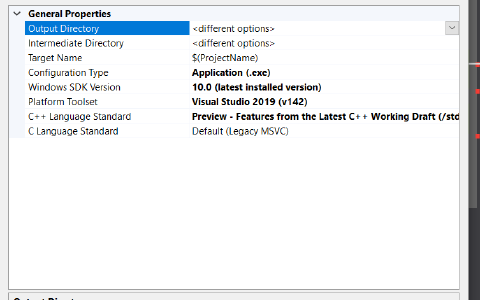 General Properties
Output Directory <different options>
Intermediate Directory <different options>
Target Name $(ProjectName)
Configuration Type Application (.exe)
Windows SDK Version 10.0 (latest installed version)
Platform Toolset Visual Studio 2019 (v142)
C++ Language Standard Preview - Features from the Latest C++ Working Draft (/std
C Language Standard Default (Legacy MSVC)